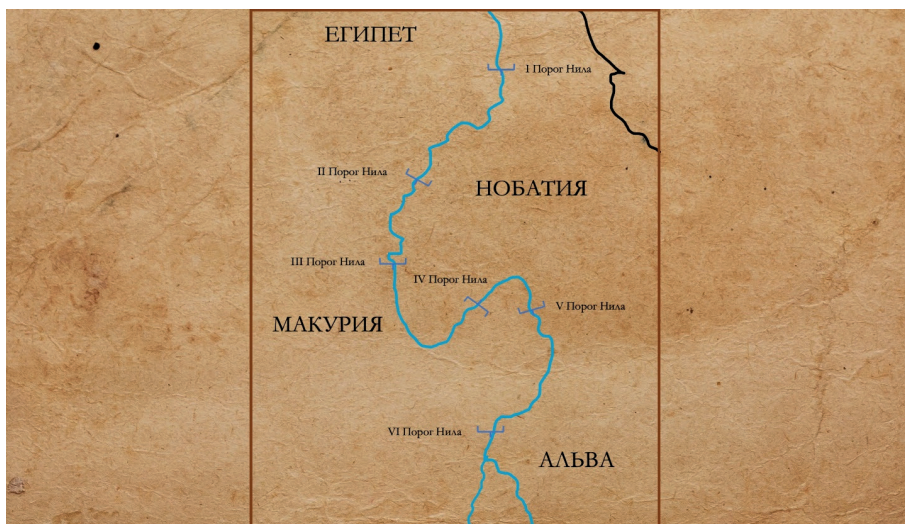 ЕГИПЕТ
I Порог Нила
II Порог Нила
НОБАТИЯ
III Порог Нила
IV Порог Нила
V Порог Нила
МАКУРИЯ
VI Порог Нила
АЛЬВА